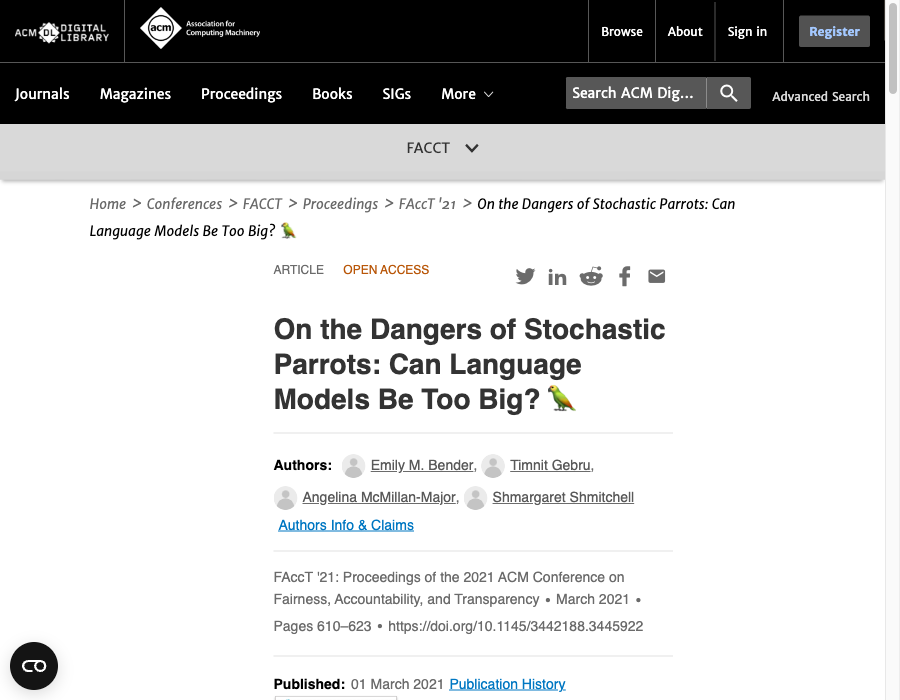 ACM DL DIGITAL LIBRARY
acm Association for Computing Machinery
Browse
About
Sign in
Register
Journals
Magazines
Proceedings
Books
SIGs
More
Search ACM Dig...
Advanced Search
FACCT
Home > Conferences > FACCT > Proceedings > FAccT '21 > On the Dangers of Stochastic Parrots: Can
Language Models Be Too Big? 🦜
ARTICLE OPEN ACCESS
On the Dangers of Stochastic
Parrots: Can Language
Models Be Too Big? 🦜
Authors: Emily M. Bender, Timnit Gebru,
Angelina McMillan-Major, Shmargaret Shmitchell
Authors Info & Claims
FAccT '21: Proceedings of the 2021 ACM Conference on
Fairness, Accountability, and Transparency • March 2021 •
Pages 610–623 • https://doi.org/10.1145/3442188.3445922
Published: 01 March 2021 Publication History